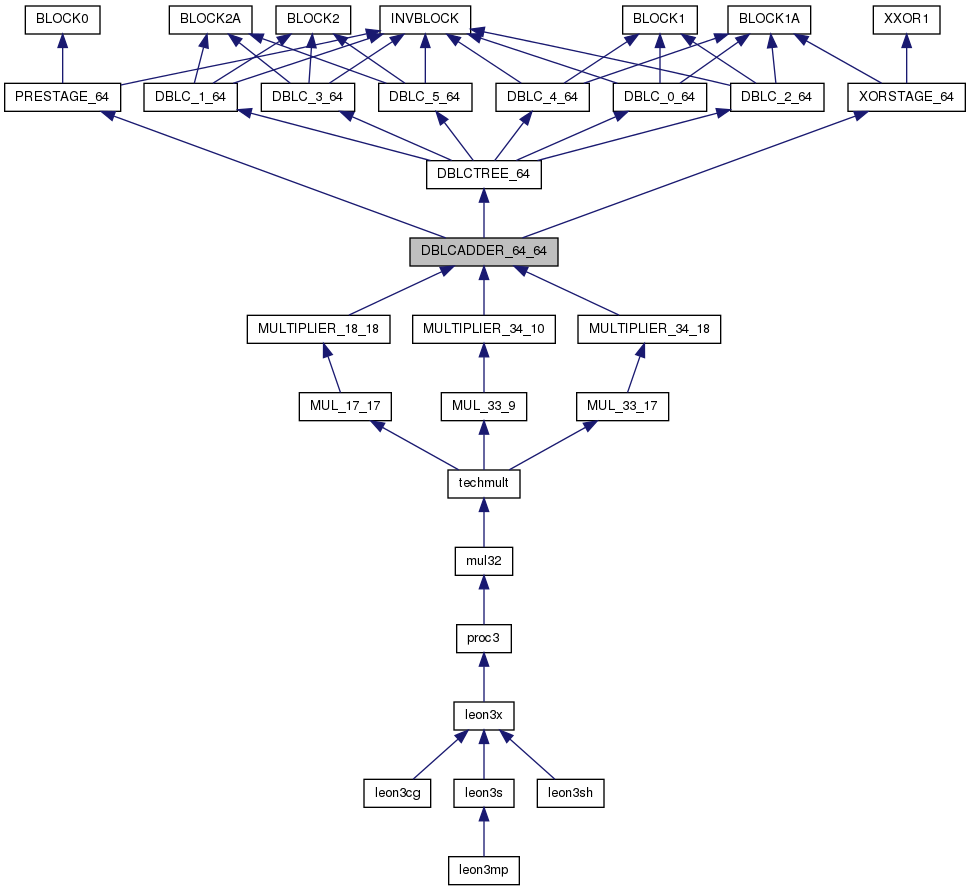 BLOCK0 BLOCK2A BLOCK2 INVBLOCK BLOCK1 BLOCK1A XXOR1
PRESTAGE_64 DBLC_1_64 DBLC_3_64 DBLC_5_64 DBLC_4_64 DBLC_0_64 DBLC_2_64 XORSTAGE_64
DBLCTREE_64
DBLCADDER_64_64
MULTIPLIER_18_18 MULTIPLIER_34_10 MULTIPLIER_34_18
MUL_17_17 MUL_33_9 MUL_33_17
techmult
mul32
proc3
leon3x
leon3cg leon3s leon3sh
leon3mp